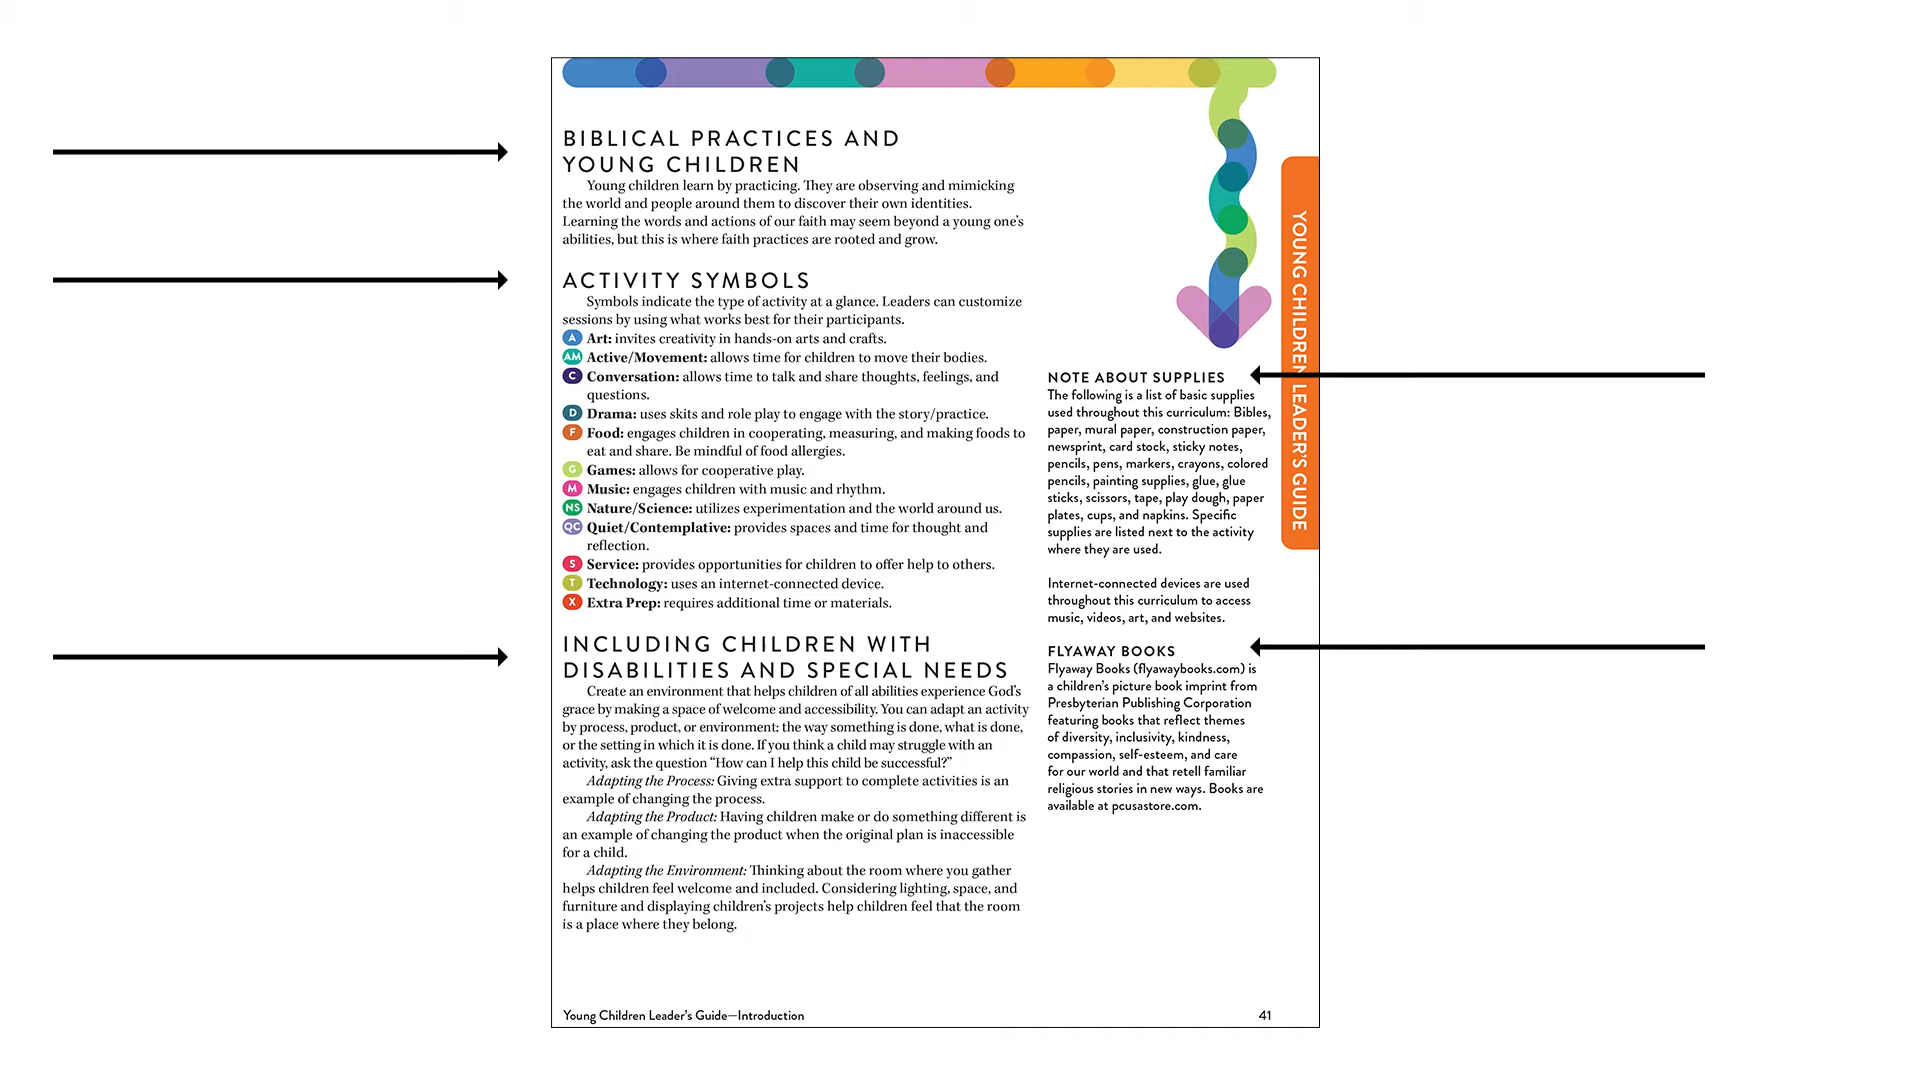 BIBLICAL PRACTICES AND
YOUNG CHILDREN
Young children learn by practicing. They are observing and mimicking
the world and people around them to discover their own identities.
Learning the words and actions of our faith may seem beyond a young one's
abilities, but this is where faith practices are rooted and grow.
ACTIVITY SYMBOLS
Symbols indicate the type of activity at a glance. Leaders can customize
sessions by using what works best for their participants.
A Art: invites creativity in hands-on arts and crafts.
AM Active/Movement: allows time for children to move their bodies.
C Conversation: allows time to talk and share thoughts, feelings, and
questions.
D Drama: uses skits and role play to engage with the story/practice.
F Food: engages children in cooperating, measuring, and making foods to
eat and share. Be mindful of food allergies.
G Games: allows for cooperative play.
M Music: engages children with music and rhythm.
NS Nature/Science: utilizes experimentation and the world around us.
QC Quiet/Contemplative: provides spaces and time for thought and
reflection.
S Service: provides opportunities for children to offer help to others.
T Technology: uses an internet-connected device.
X Extra Prep: requires additional time or materials.
INCLUDING CHILDREN WITH
DISABILITIES AND SPECIAL NEEDS
Create an environment that helps children of all abilities experience God's
grace by making a space of welcome and accessibility. You can adapt an activity
by process, product, or environment: the way something is done, what is done,
or the setting in which it is done. If you think a child may struggle with an
activity, ask the question "How can I help this child be successful?"
Adapting the Process: Giving extra support to complete activities is an
example of changing the process.
Adapting the Product: Having children make or do something different is
an example of changing the product when the original plan is inaccessible
for a child.
Adapting the Environment: Thinking about the room where you gather
helps children feel welcome and included. Considering lighting, space, and
furniture and displaying children's projects help children feel that the room
is a place where they belong.
NOTE ABOUT SUPPLIES
The following is a list of basic supplies
used throughout this curriculum: Bibles,
paper, mural paper, construction paper,
newsprint, card stock, sticky notes,
pencils, pens, markers, crayons, colored
pencils, painting supplies, glue, glue
sticks, scissors, tape, play dough, paper
plates, cups, and napkins. Specific
supplies are listed next to the activity
where they are used.
Internet-connected devices are used
throughout this curriculum to access
music, videos, art, and websites.
FLYAWAY BOOKS
Flyaway Books (flyawaybooks.com) is
a children's picture book imprint from
Presbyterian Publishing Corporation
featuring books that reflect themes
of diversity, inclusivity, kindness,
compassion, self-esteem, and care
for our world and that retell familiar
religious stories in new ways. Books are
available at pcusastore.com.
YOUNG CHILDREN LEADER'S GUIDE
Young Children Leader's Guide—Introduction
41